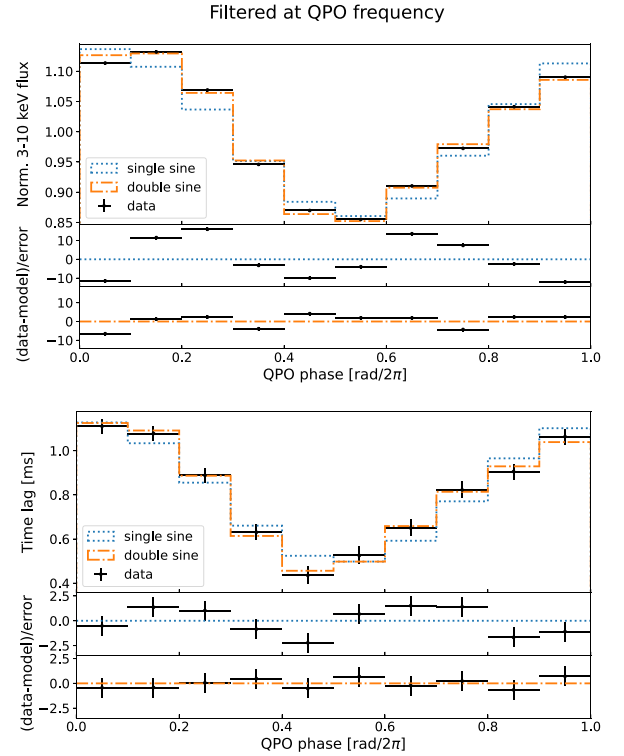 Filtered at QPO frequency
Norm. 3-10 keV flux
1.10
1.05
1.00
0.95
0.90
0.85
single sine
double sine
data
(data-model)/error
10
0
−10
10
0
−10
0.0 0.2 0.4 0.6 0.8 1.0
QPO phase [rad/2π]
Time lag [ms]
1.0
0.8
0.6
0.4
single sine
double sine
data
(data-model)/error
2.5
0.0
−2.5
2.5
0.0
−2.5
0.0 0.2 0.4 0.6 0.8 1.0
QPO phase [rad/2π]